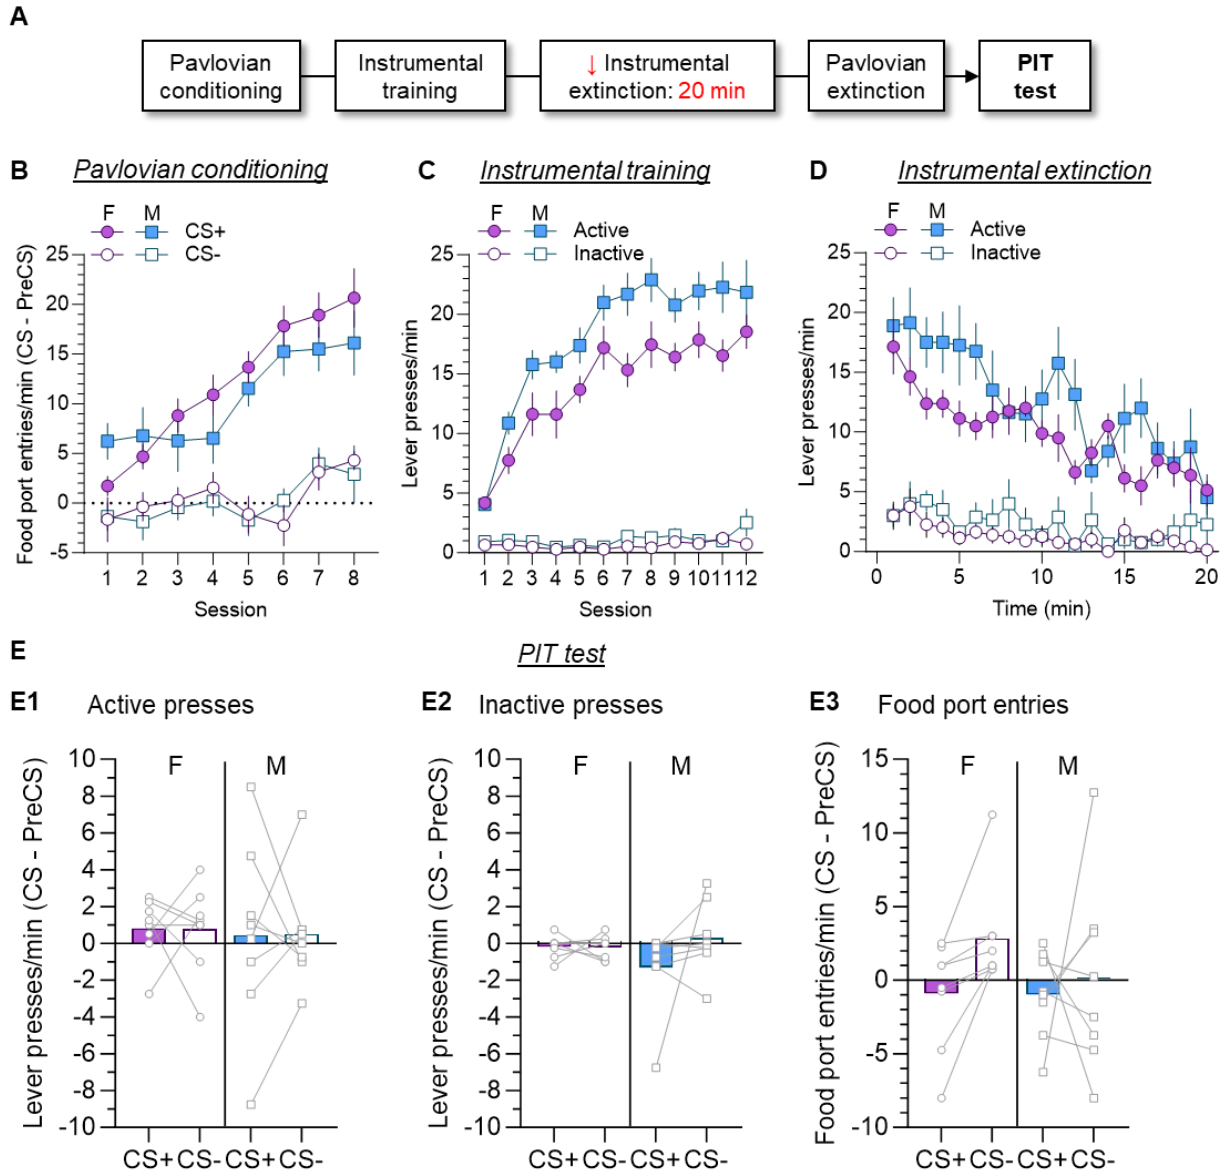 A
Pavlovian
conditioning
Instrumental
training
↓ Instrumental
extinction: 20 min
Pavlovian
extinction
PIT
test
B Pavlovian conditioning
F M
CS+
CS-
Food port entries/min (CS - PreCS)
25
20
15
10
5
0
-5
1 2 3 4 5 6 7 8
Session
C Instrumental training
F M
Active
Inactive
Lever presses/min
25
20
15
10
5
0
1 2 3 4 5 6 7 8 9 10 11 12
Session
D Instrumental extinction
F M
Active
Inactive
Lever presses/min
25
20
15
10
5
0
0 5 10 15 20
Time (min)
E PIT test
E1 Active presses
F M
Lever presses/min (CS - PreCS)
10
8
6
4
2
0
-2
-4
-6
-8
-10
CS+ CS- CS+ CS-
E2 Inactive presses
F M
Lever presses/min (CS - PreCS)
10
8
6
4
2
0
-2
-4
-6
-8
-10
CS+ CS- CS+ CS-
E3 Food port entries
F M
Food port entries/min (CS - PreCS)
15
10
5
0
-5
-10
CS+ CS- CS+ CS-